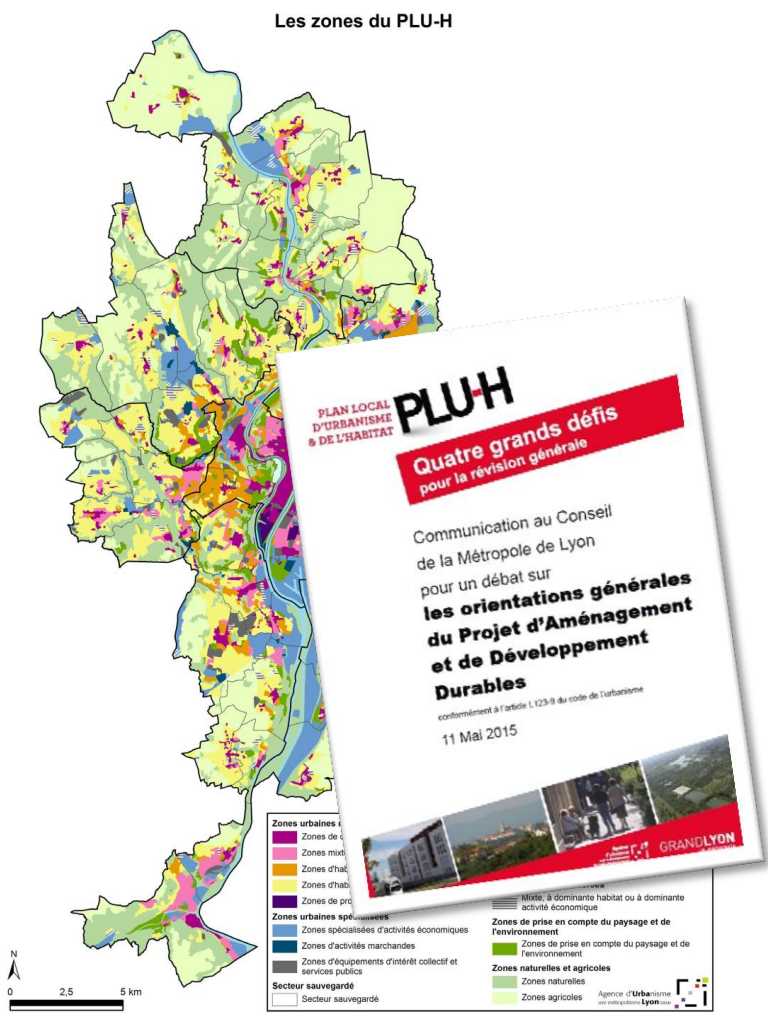 Les zones du PLU-H
PLAN LOCAL
D'URBANISME
& DE L'HABITAT
PLU-H
Quatre grands défis
pour la révision générale
Communication au Conseil
de la Métropole de Lyon
pour un débat sur
les orientations générales
du Projet d'Aménagement
et de Développement
Durables
conformément à l'article L123-9 du code de l'urbanisme
11 Mai 2015
GRANDLYON
Zones urbaines
Zones de
Zones mixt
Zones d'hab
Zones d'hab
Zones de pro
Zones urbaines spécialisées
Zones spécialisées d'activités économiques
Zones d'activités marchandes
Zones d'équipements d'intérêt collectif et
services publics
Secteur sauvegardé
Secteur sauvegardé
Mixte, à dominante habitat ou à dominante
activité économique
Zones de prise en compte du paysage et de
l'environnement
Zones de prise en compte du paysage et de
l'environnement
Zones naturelles et agricoles
Zones naturelles
Zones agricoles
Agence d'Urbanisme
aire métropolitaine Lyonnaise
N
0 2,5 5 km